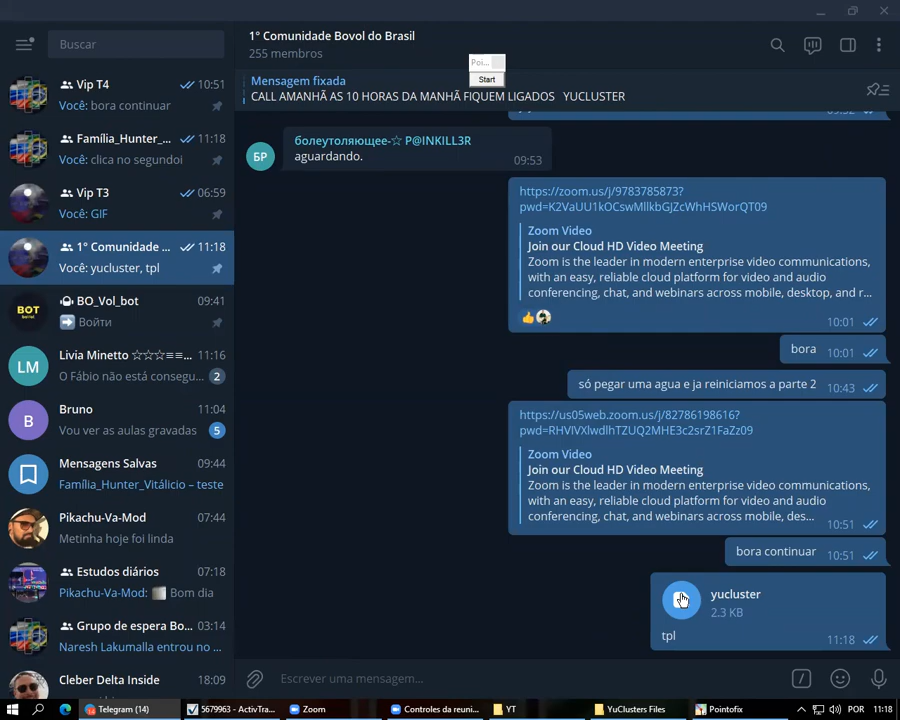 Buscar
Vip T4
10:51
Você: bora continuar
Família_Hunter_...
11:18
Você: clica no segundoi
Vip T3
06:59
Você: GIF
1º Comunidade ...
11:18
Você: yucluster, tpl
BOT
BO_Vol_bot
09:41
Войти
LM
Livia Minetto ☆☆☆≡≡...
11:16
O Fábio não está consegu...
2
B
Bruno
11:04
Vou ver as aulas gravadas
5
Mensagens Salvas
09:44
Família_Hunter_Vitálicio – teste
Pikachu-Va-Mod
07:44
Metinha hoje foi linda
Estudos diários
07:18
Pikachu-Va-Mod: Bom dia
Grupo de espera Bo...
03:14
Naresh Lakumalla entrou no ...
Cleber Delta Inside
18:09
1º Comunidade Bovol do Brasil
255 membros
Poi...
Start
Mensagem fixada
CALL AMANHÃ AS 10 HORAS DA MANHÃ FIQUEM LIGADOS YUCLUSTER
БР
болеутоляющее-☆ P@INKILL3R
aguardando.
09:53
https://zoom.us/j/9783785873?
pwd=K2VaUU1kOCswMllkbGJZcWhHSWorQT09
Zoom Video
Join our Cloud HD Video Meeting
Zoom is the leader in modern enterprise video communications,
with an easy, reliable cloud platform for video and audio
conferencing, chat, and webinars across mobile, desktop, and r...
10:01
bora
10:01
só pegar uma agua e ja reiniciamos a parte 2
10:43
https://us05web.zoom.us/j/82786198616?
pwd=RHVIVXlwdlhTZUQ2MHE3c2srZ1FaZz09
Zoom Video
Join our Cloud HD Video Meeting
Zoom is the leader in modern enterprise video communications,
with an easy, reliable cloud platform for video and audio
conferencing, chat, and webinars across mobile, des...
10:51
bora continuar
10:51
yucluster
2.3 KB
tpl
11:18
Escrever uma mensagem...
Telegram (14)
5679963 - ActivTra...
Zoom
Controles da reuni...
YT
YuClusters Files
Pointofix
POR
11:18